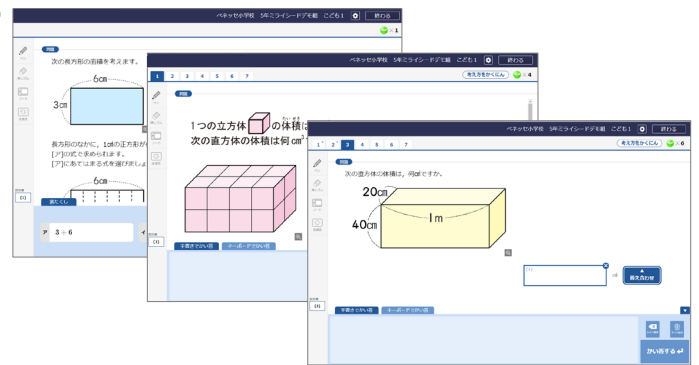 ベネッセ小学校 5年ミライシードデモ組 こども1 終わる
×1
問題
次の長方形の面積を考えます。
6cm
3cm
長方形のなかに、1㎠の正方形が
[ア]の式で求められます。
[ア]にあてはまる式を選びましょ
6cm
(1)
ア 3 ÷ 6
イ
ベネッセ小学校 5年ミライシードデモ組 こども1 終わる
1 2 3 4 5 6 7
考え方をかくにん ×4
問題
1つの立方体 の体積は
次の直方体の体積は何cm³
(1)
手書きでかい答 キーボードでかい答
ベネッセ小学校 5年ミライシードデモ組 こども1 終わる
1 2 3 4 5 6 7
考え方をかくにん ×6
問題
次の直方体の体積は，何㎤ですか。
20cm
1m
40cm
(1)
答え合わせ
(1)
手書きでかい答 キーボードでかい答
かい答する